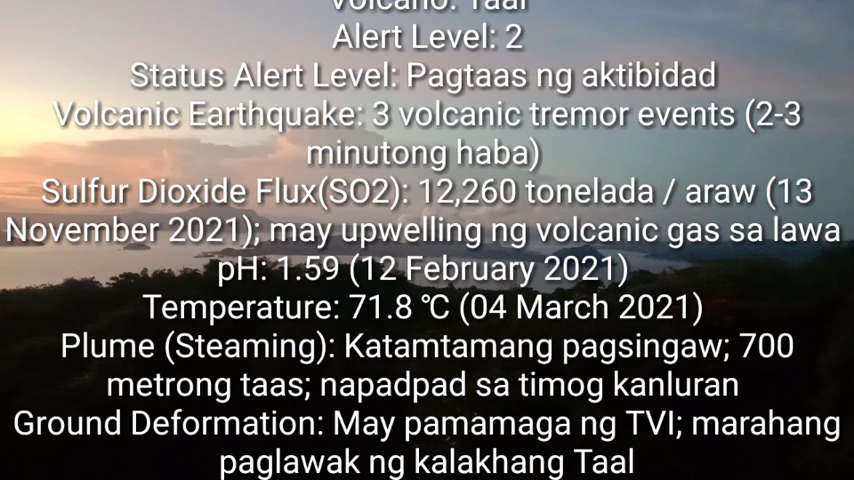 Volcano: Taal
Alert Level: 2
Status Alert Level: Pagtaas ng aktibidad
Volcanic Earthquake: 3 volcanic tremor events (2-3
minutong haba)
Sulfur Dioxide Flux(SO2): 12,260 tonelada / araw (13
November 2021); may upwelling ng volcanic gas sa lawa
pH: 1.59 (12 February 2021)
Temperature: 71.8 ℃ (04 March 2021)
Plume (Steaming): Katamtamang pagsingaw; 700
metrong taas; napadpad sa timog kanluran
Ground Deformation: May pamamaga ng TVI; marahang
paglawak ng kalakhang Taal